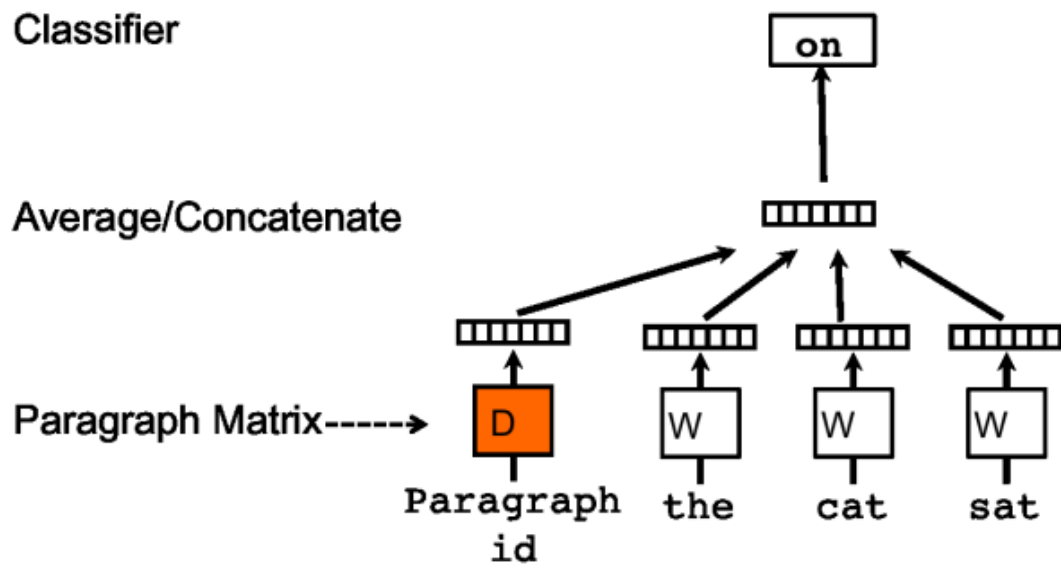 Classifier
on
Average/Concatenate
Paragraph Matrix
D
W
W
W
Paragraph
id
the
cat
sat